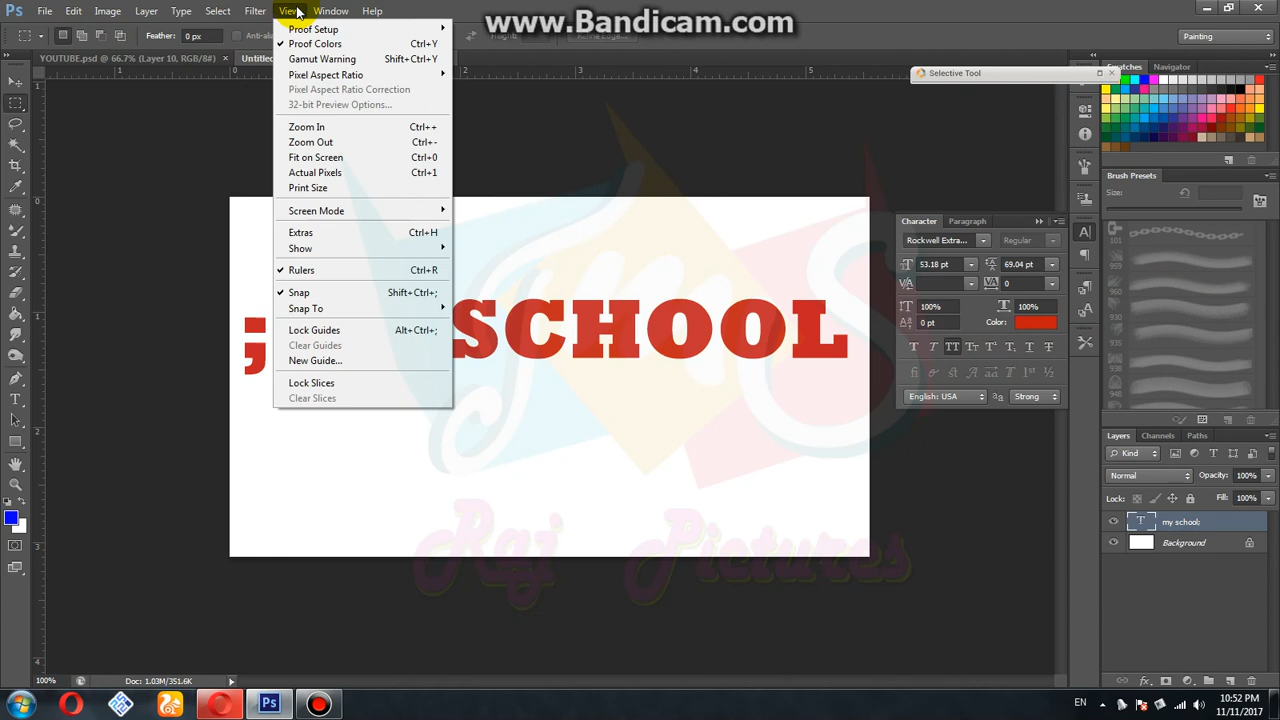 www.Bandicam.com
Ps File Edit Image Layer Type Select Filter View Window Help
Feather: 0 px
Painting
YOUTUBE.psd @ 66.7% (Layer 10, RGB/8#) ×
Proof Setup
Proof Colors Ctrl+Y
Gamut Warning Shift+Ctrl+Y
Pixel Aspect Ratio
Pixel Aspect Ratio Correction
32-bit Preview Options...
Zoom In Ctrl++
Zoom Out Ctrl+-
Fit on Screen Ctrl+0
Actual Pixels Ctrl+1
Print Size
Screen Mode
Extras Ctrl+H
Show
Rulers Ctrl+R
Snap Shift+Ctrl+;
Snap To
Lock Guides Alt+Ctrl+;
Clear Guides
New Guide...
Lock Slices
Clear Slices
; SCHOOL
Raj Pictures
Selective Tool
Swatches Navigator
Brush Presets
Size:
101
948
Character Paragraph
Rockwell Extra... Regular
53.18 pt 69.04 pt
0
100% 100%
0 pt Color:
English: USA Strong
Layers Channels Paths
Kind
Normal Opacity: 100%
Lock: Fill: 100%
my school;
Background
100% Doc: 1.03M/351.6K
EN 10:52 PM
11/11/2017